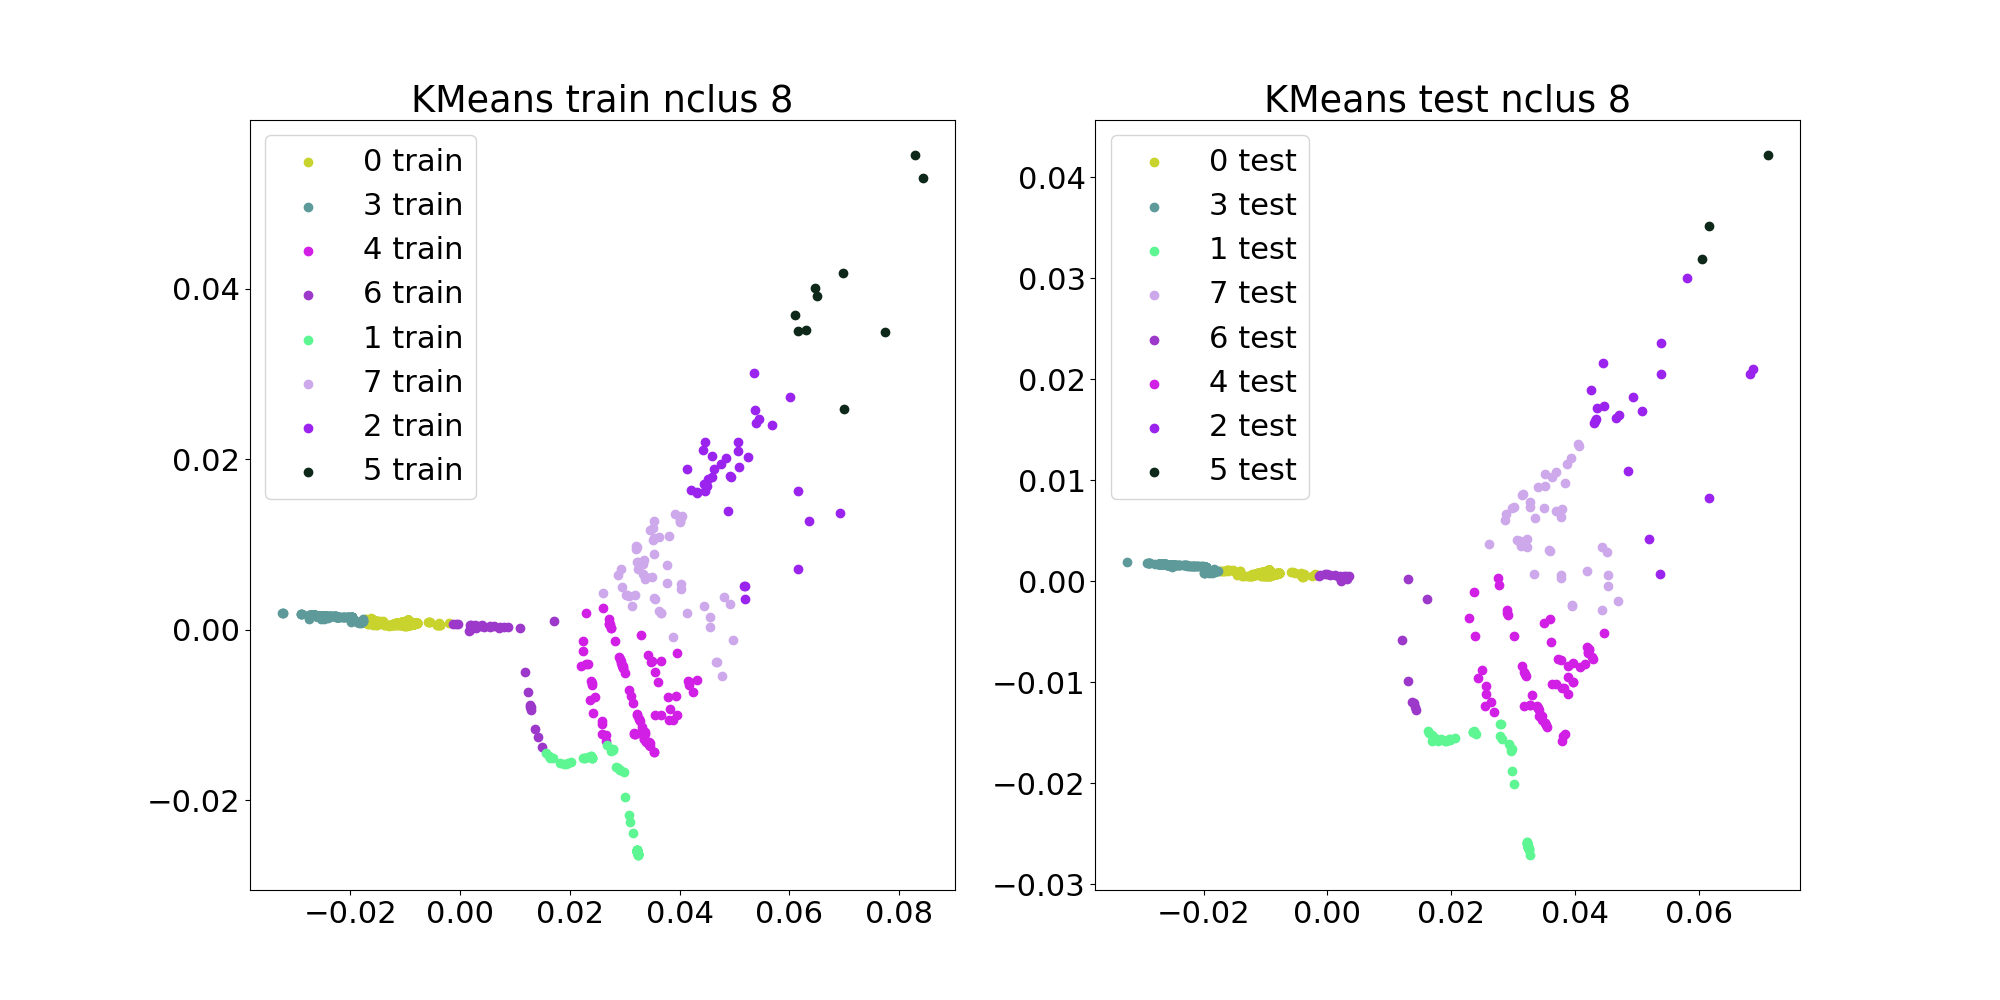 KMeans train nclus 8
0 train
3 train
4 train
6 train
1 train
7 train
2 train
5 train
0.04
0.02
0.00
−0.02
−0.02 0.00 0.02 0.04 0.06 0.08
KMeans test nclus 8
0 test
3 test
1 test
7 test
6 test
4 test
2 test
5 test
0.04
0.03
0.02
0.01
0.00
−0.01
−0.02
−0.03
−0.02 0.00 0.02 0.04 0.06